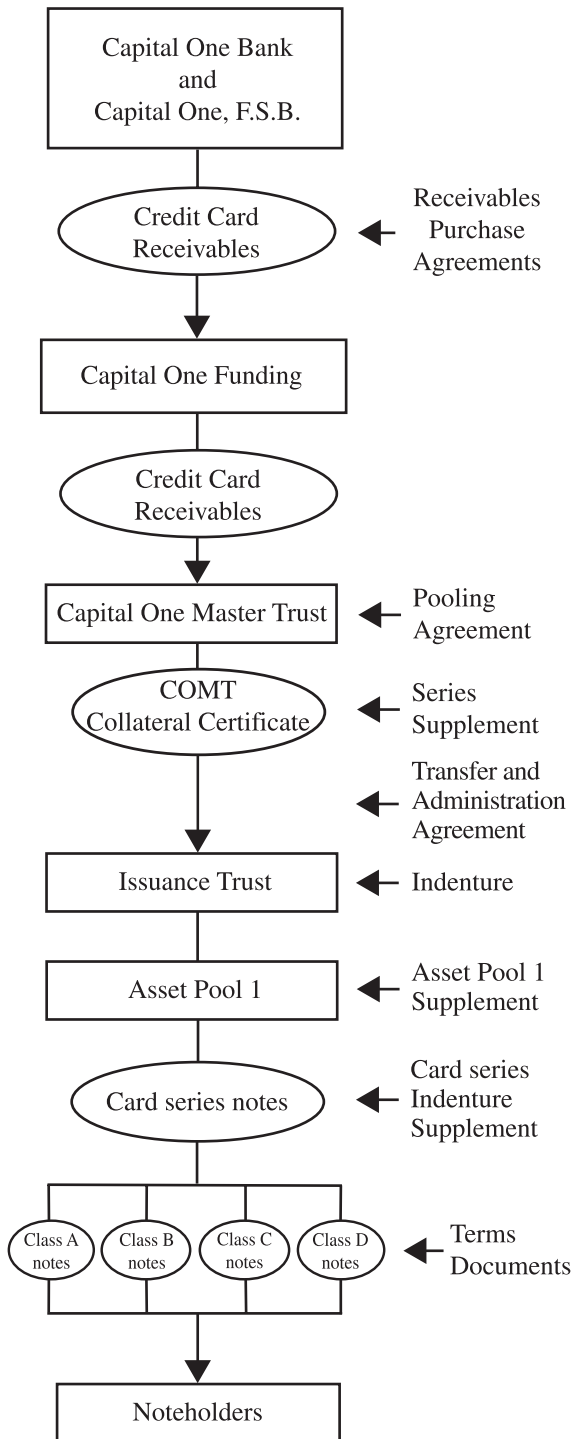 Capital One Bank
and
Capital One, F.S.B.
Credit Card
Receivables
Receivables
Purchase
Agreements
Capital One Funding
Credit Card
Receivables
Capital One Master Trust
Pooling
Agreement
COMT
Collateral Certificate
Series
Supplement
Transfer and
Administration
Agreement
Issuance Trust
Indenture
Asset Pool 1
Asset Pool 1
Supplement
Card series notes
Card series
Indenture
Supplement
Class A
notes
Class B
notes
Class C
notes
Class D
notes
Terms
Documents
Noteholders